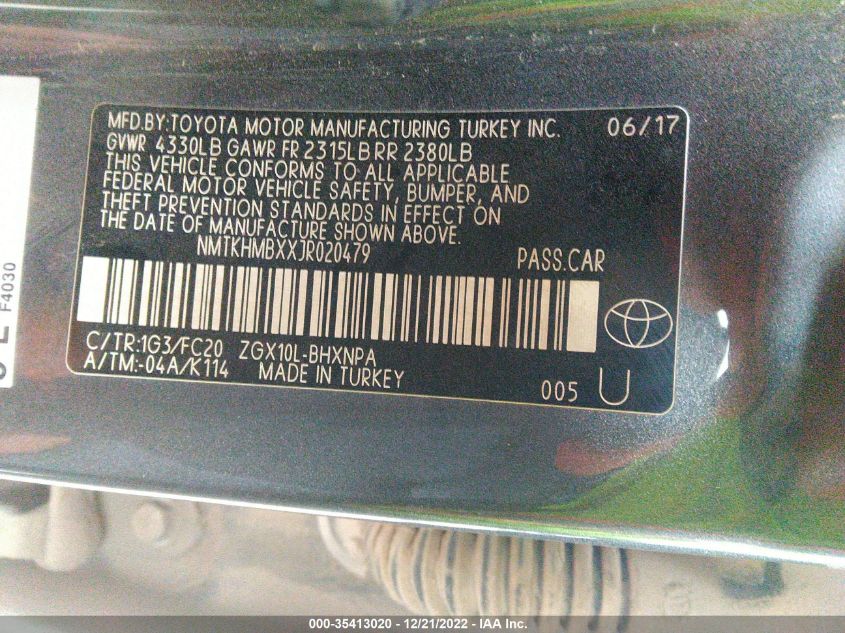 MFD.BY:TOYOTA MOTOR MANUFACTURING TURKEY INC. 06/17
GVWR 4330LB GAWR FR 2315LB RR 2380LB
THIS VEHICLE CONFORMS TO ALL APPLICABLE
FEDERAL MOTOR VEHICLE SAFETY, BUMPER, AND
THEFT PREVENTION STANDARDS IN EFFECT ON
THE DATE OF MANUFACTURE SHOWN ABOVE.
NMTKHMBXXJR020479 PASS.CAR
C/TR:1G3/FC20 ZGX10L-BHXNPA
A/TM:-04A/K114 MADE IN TURKEY
005 U
F4030
000-35413020 - 12/21/2022 - IAA Inc.